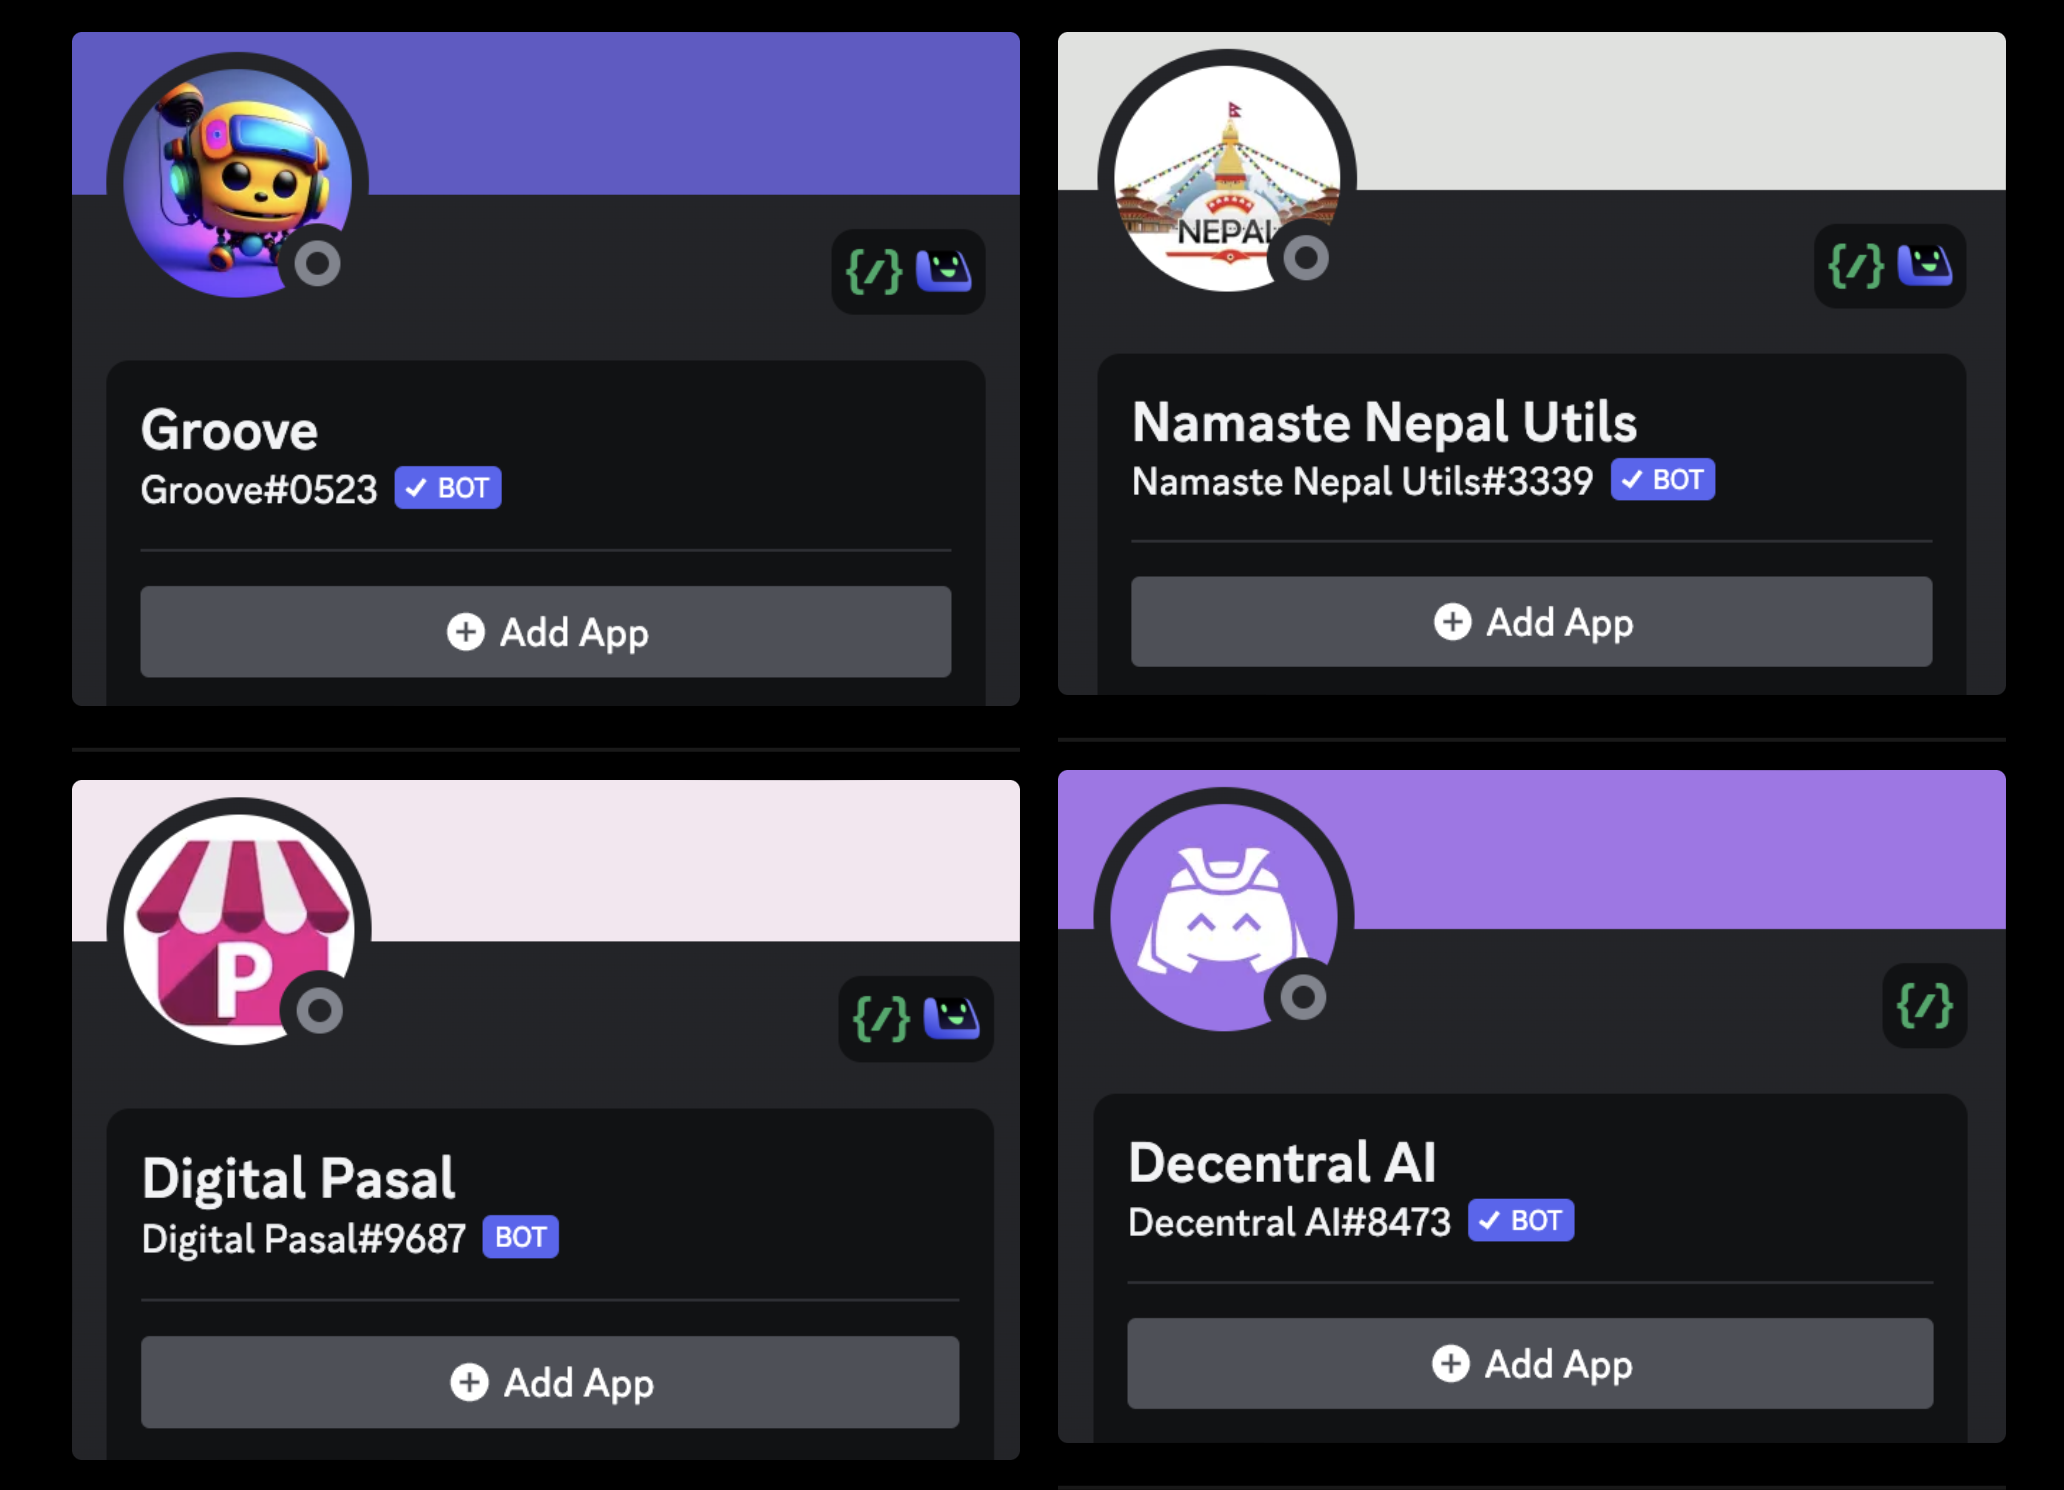 Groove
Groove#0523 ✓ BOT
Add App
NEPAL
Namaste Nepal Utils
Namaste Nepal Utils#3339 ✓ BOT
Add App
P
Digital Pasal
Digital Pasal#9687 BOT
Add App
Decentral AI
Decentral AI#8473 ✓ BOT
Add App